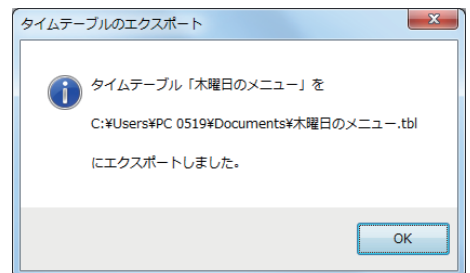 タイムテーブルのエクスポート
タイムテーブル「木曜日のメニュー」を
C:¥Users¥PC 0519¥Documents¥木曜日のメニュー.tbl
にエクスポートしました。
OK